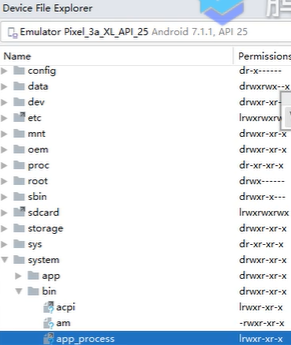 Device File Explorer
Emulator Pixel_3a_XL_API_25 Android 7.1.1, API 25
Name Permissions
config dr-x------
data drwxrwx--x
dev drwxr-xr-
etc lrwxrwxrw
mnt drwxr-xr-x
oem drwxr-xr-x
proc dr-xr-xr-x
root drwx------
sbin drwxr-x---
sdcard lrwxrwxrwx
storage drwxr-xr-x
sys dr-xr-xr-x
system drwxr-xr-x
app drwxr-xr-x
bin drwxr-xr-x
acpi lrwxr-xr-x
am -rwxr-xr-x
app_process lrwxr-xr-x